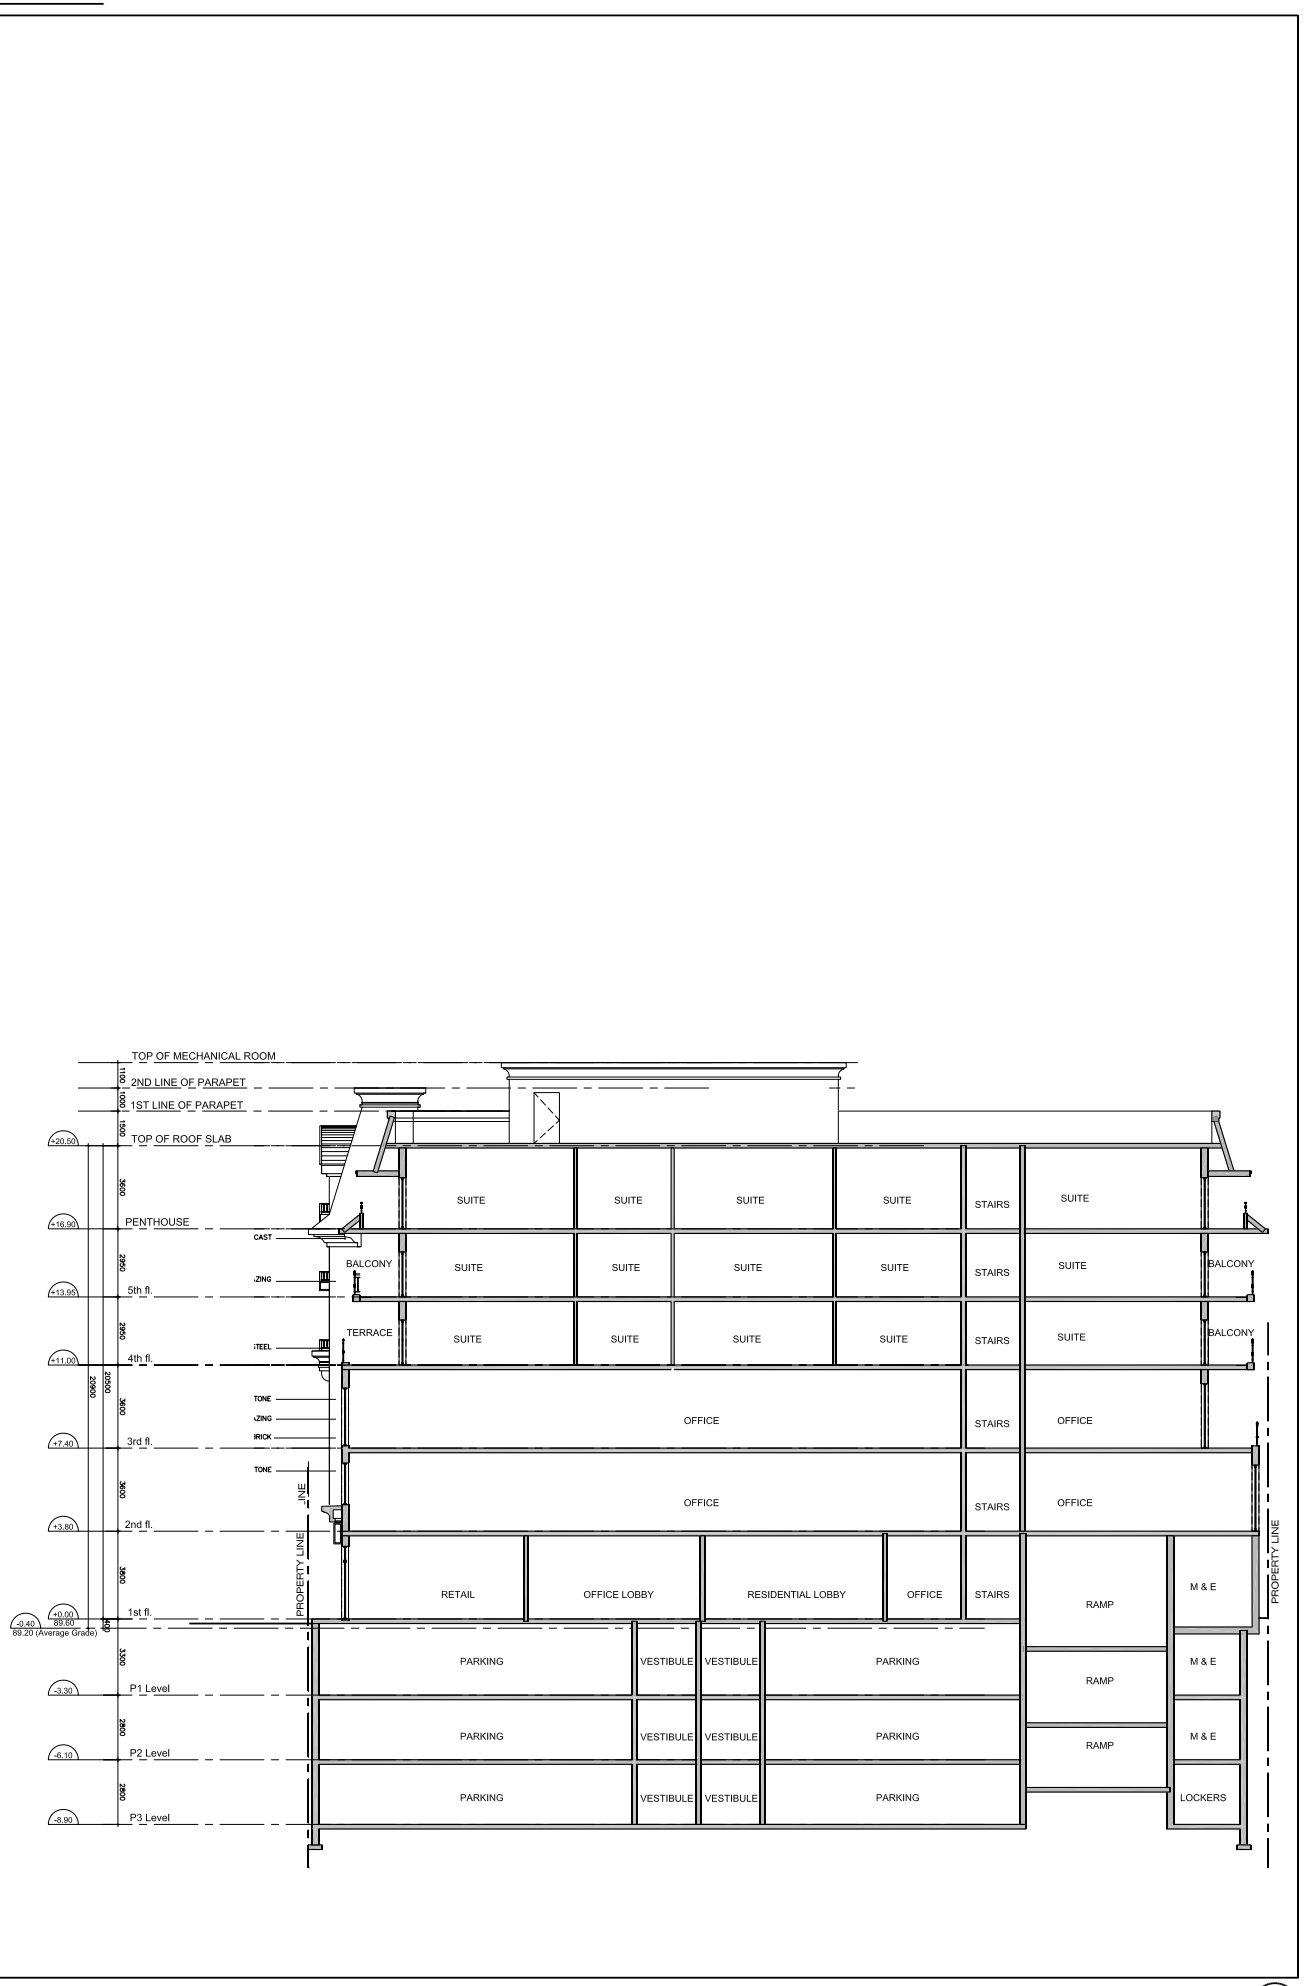 TOP OF MECHANICAL ROOM
1100
2ND LINE OF PARAPET
1000
1ST LINE OF PARAPET
1500
+20.50 TOP OF ROOF SLAB
3600
SUITE SUITE SUITE SUITE STAIRS SUITE
+16.90 PENTHOUSE
CAST
2950
BALCONY SUITE SUITE SUITE SUITE STAIRS SUITE BALCONY
ZING
+13.95 5th fl.
2950
TERRACE SUITE SUITE SUITE SUITE STAIRS SUITE BALCONY
TEEL
+11.00 4th fl.
20900 20500 3600
TONE
ZING
OFFICE STAIRS OFFICE
BRICK
+7.40 3rd fl.
TONE
3600
LINE
OFFICE STAIRS OFFICE
+3.80 2nd fl.
PROPERTY LINE
PROPERTY LINE
3800
RETAIL OFFICE LOBBY RESIDENTIAL LOBBY OFFICE STAIRS RAMP M & E
+0.00 1st fl.
89.60
-0.40
400
89.20 (Average Grade)
3300
PARKING VESTIBULE VESTIBULE PARKING RAMP M & E
-3.30 P1 Level
2800
PARKING VESTIBULE VESTIBULE PARKING RAMP M & E
-6.10 P2 Level
2800
PARKING VESTIBULE VESTIBULE PARKING LOCKERS
-8.90 P3 Level